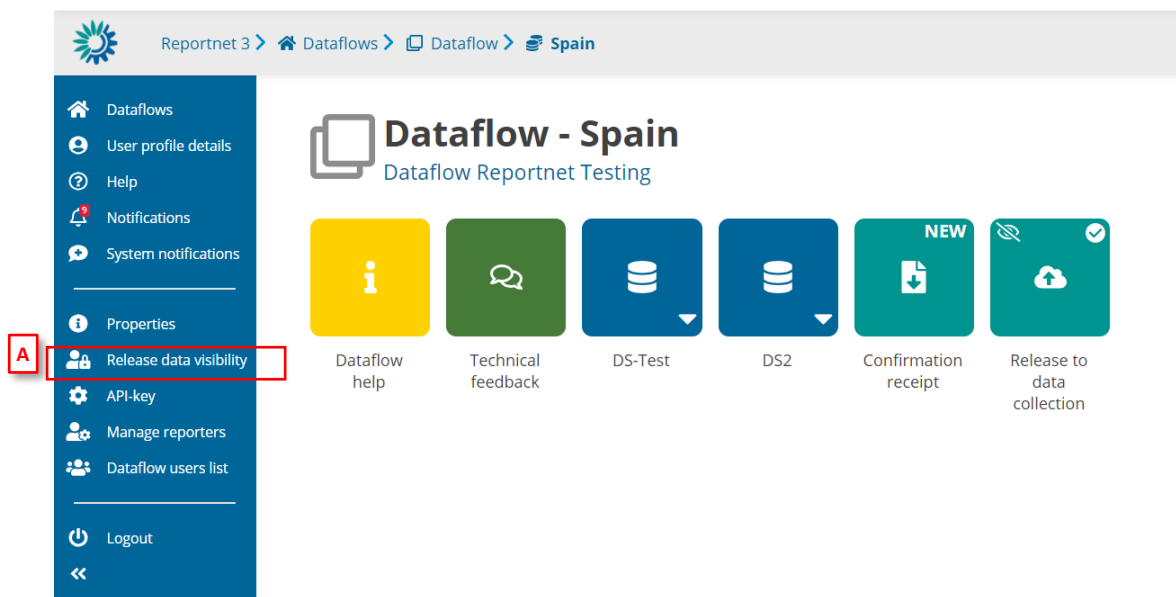 Reportnet 3 Dataflows Dataflow Spain
Dataflows
User profile details
Help
9
Notifications
System notifications
Properties
A
Release data visibility
API-key
Manage reporters
Dataflow users list
Logout
Dataflow - Spain
Dataflow Reportnet Testing
NEW
Dataflow
help
Technical
feedback
DS-Test
DS2
Confirmation
receipt
Release to
data
collection